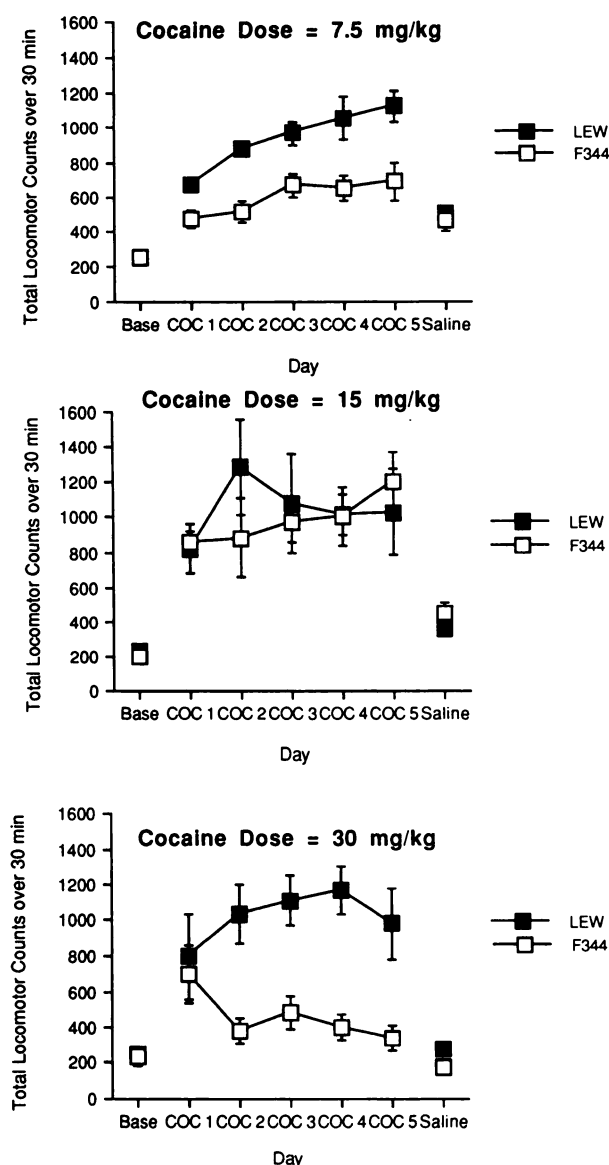 Cocaine Dose = 7.5 mg/kg
Total Locomotor Counts over 30 min
1600
1400
1200
1000
800
600
400
200
0
Base COC 1 COC 2 COC 3 COC 4 COC 5 Saline
Day
LEW
F344
Cocaine Dose = 15 mg/kg
Total Locomotor Counts over 30 min
1600
1400
1200
1000
800
600
400
200
0
Base COC 1 COC 2 COC 3 COC 4 COC 5 Saline
Day
LEW
F344
Cocaine Dose = 30 mg/kg
Total Locomotor Counts over 30 min
1600
1400
1200
1000
800
600
400
200
0
Base COC 1 COC 2 COC 3 COC 4 COC 5 Saline
Day
LEW
F344